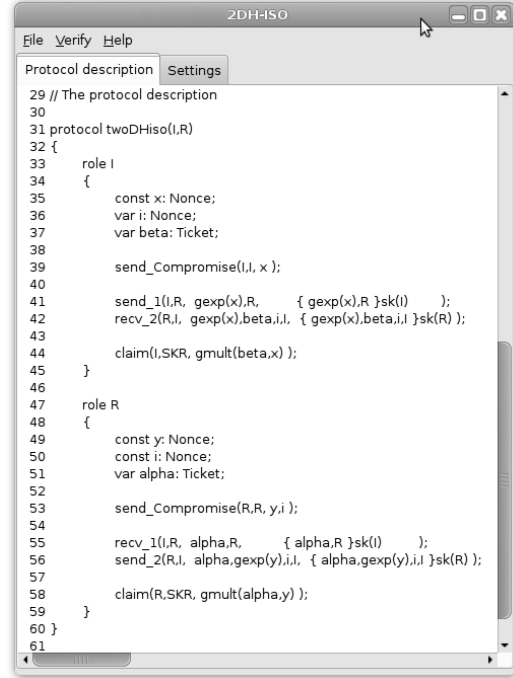 2DH-ISO
File Verify Help
Protocol description Settings
29 // The protocol description
30
31 protocol twoDHiso(I,R)
32 {
33 role I
34 {
35 const x: Nonce;
36 var i: Nonce;
37 var beta: Ticket;
38
39 send_Compromise(I,I, x );
40
41 send_1(I,R, gexp(x),R, { gexp(x),R }sk(I) );
42 recv_2(R,I, gexp(x),beta,i,I, { gexp(x),beta,i,I }sk(R) );
43
44 claim(I,SKR, gmult(beta,x) );
45 }
46
47 role R
48 {
49 const y: Nonce;
50 const i: Nonce;
51 var alpha: Ticket;
52
53 send_Compromise(R,R, y,i );
54
55 recv_1(I,R, alpha,R, { alpha,R }sk(I) );
56 send_2(R,I, alpha,gexp(y),i,I, { alpha,gexp(y),i,I }sk(R) );
57
58 claim(R,SKR, gmult(alpha,y) );
59 }
60 }
61